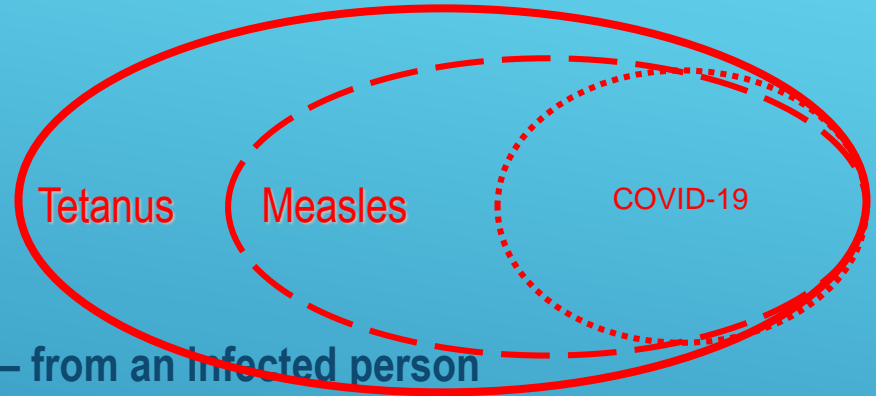 Tetanus Measles COVID-19
– from an infected person